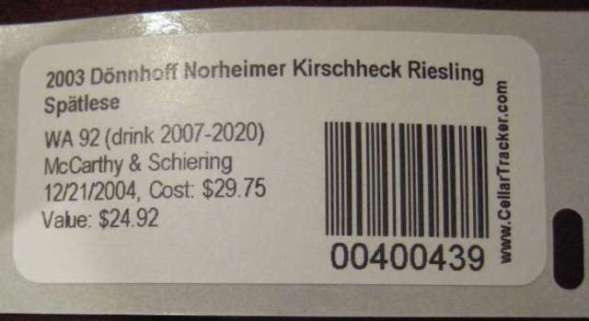 2003 Dönnhoff Norheimer Kirschheck Riesling
Spätlese
WA 92 (drink 2007-2020)
McCarthy & Schiering
12/21/2004, Cost: $29.75
Value: $24.92
00400439
www.CellarTracker.com